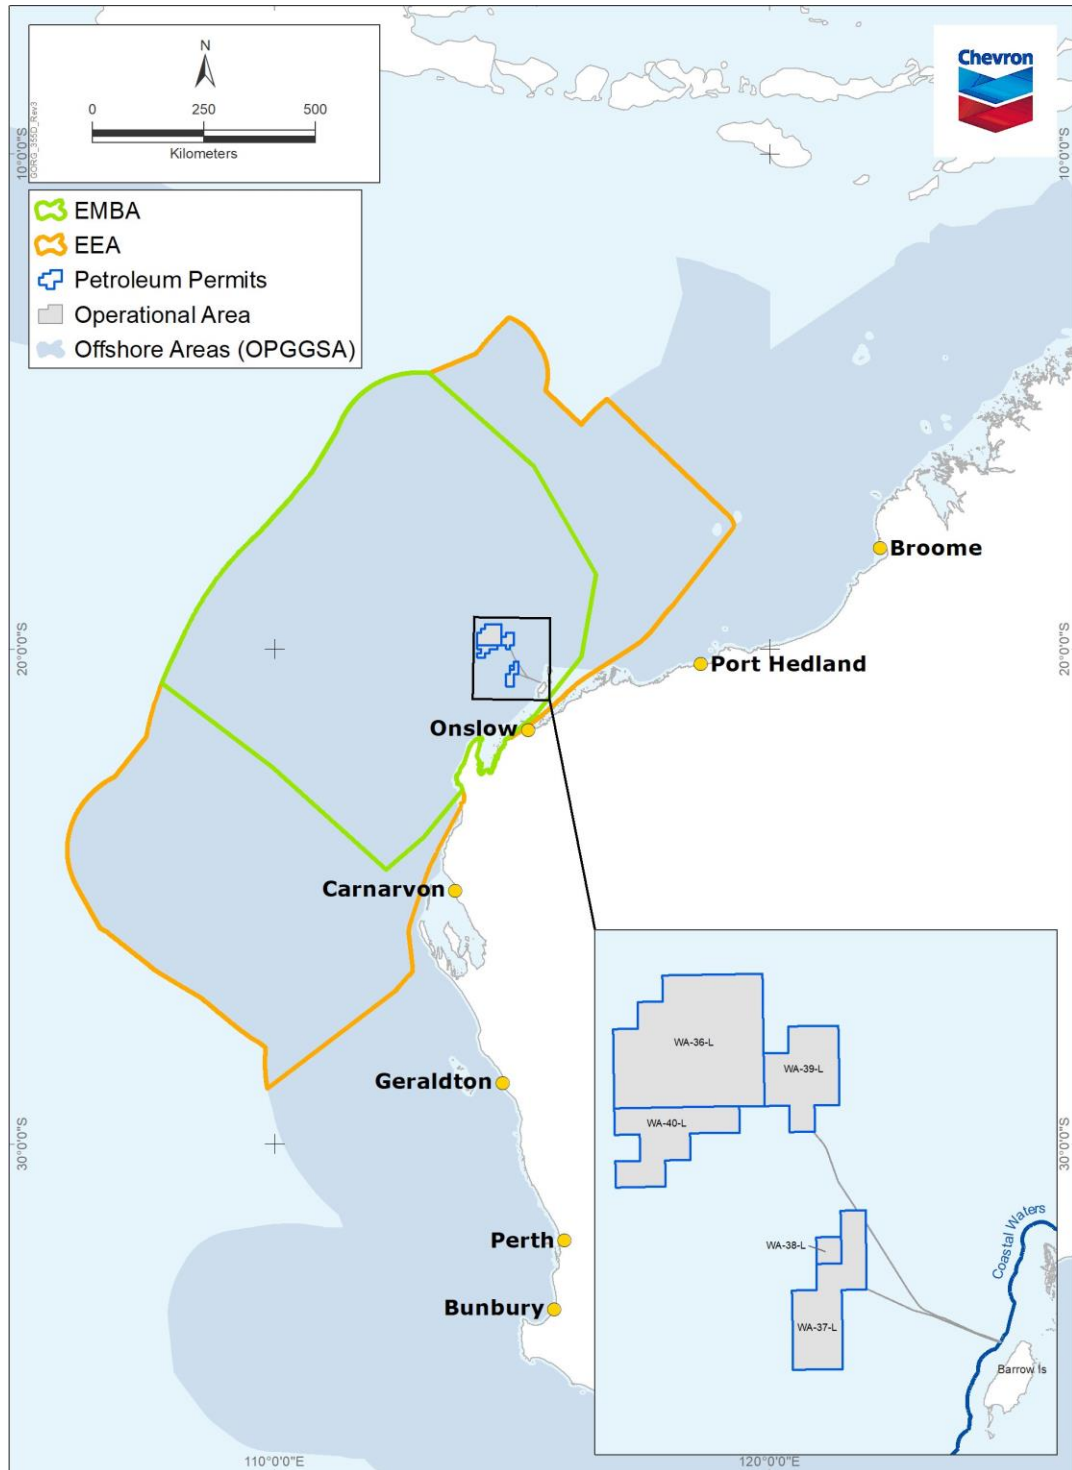 N
0 250 500
Kilometers
GORG_355D_Rev3
Chevron
EMBA
EEA
Petroleum Permits
Operational Area
Offshore Areas (OPGGSA)
10°0'0"S
10°0'0"S
Broome
20°0'0"S
20°0'0"S
Port Hedland
Onslow
Carnarvon
Geraldton
30°0'0"S
30°0'0"S
Perth
Bunbury
WA-36-L
WA-39-L
WA-40-L
WA-38-L
WA-37-L
Coastal Waters
Barrow Is
110°0'0"E
120°0'0"E